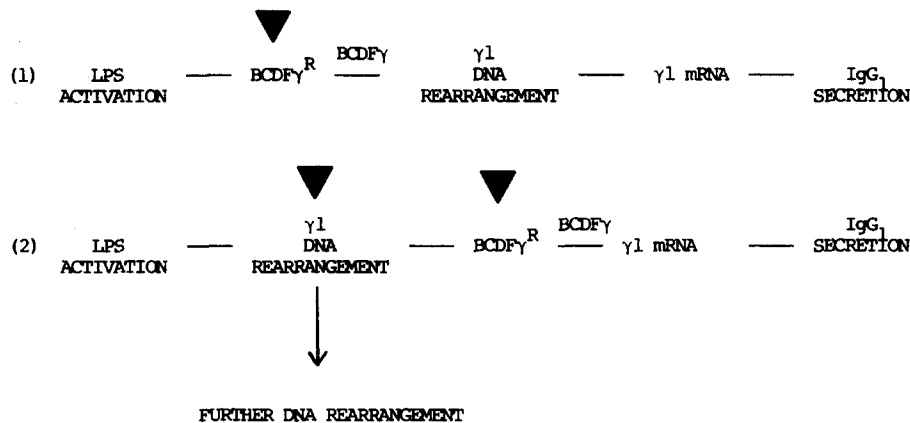 BCDFγ γ1
(1) LPS BCDFγR DNA γ1 mRNA IgG1
ACTIVATION REARRANGEMENT SECRETION
γ1 BCDFγ
(2) LPS DNA BCDFγR γ1 mRNA IgG1
ACTIVATION REARRANGEMENT SECRETION
FURTHER DNA REARRANGEMENT